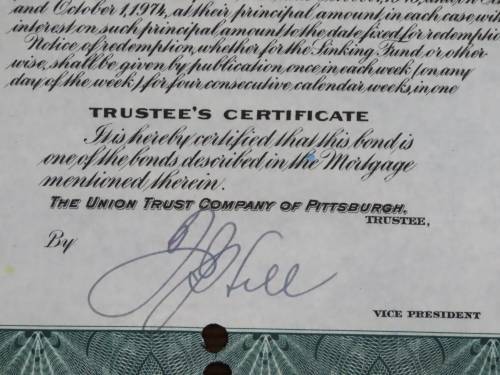 and October 1, 1974, at their principal amount, in each case, wi
interest on such principal amount to the date fixed for redemption
Notice of redemption, whether for the Sinking Fund or other-
wise, shall be given by publication once in each week (on any
day of the week) for four consecutive calendar weeks, in one
TRUSTEE'S CERTIFICATE
It is hereby certified that this bond is
one of the bonds described in the Mortgage
mentioned therein.
THE UNION TRUST COMPANY OF PITTSBURGH,
TRUSTEE,
By
Hill
VICE PRESIDENT